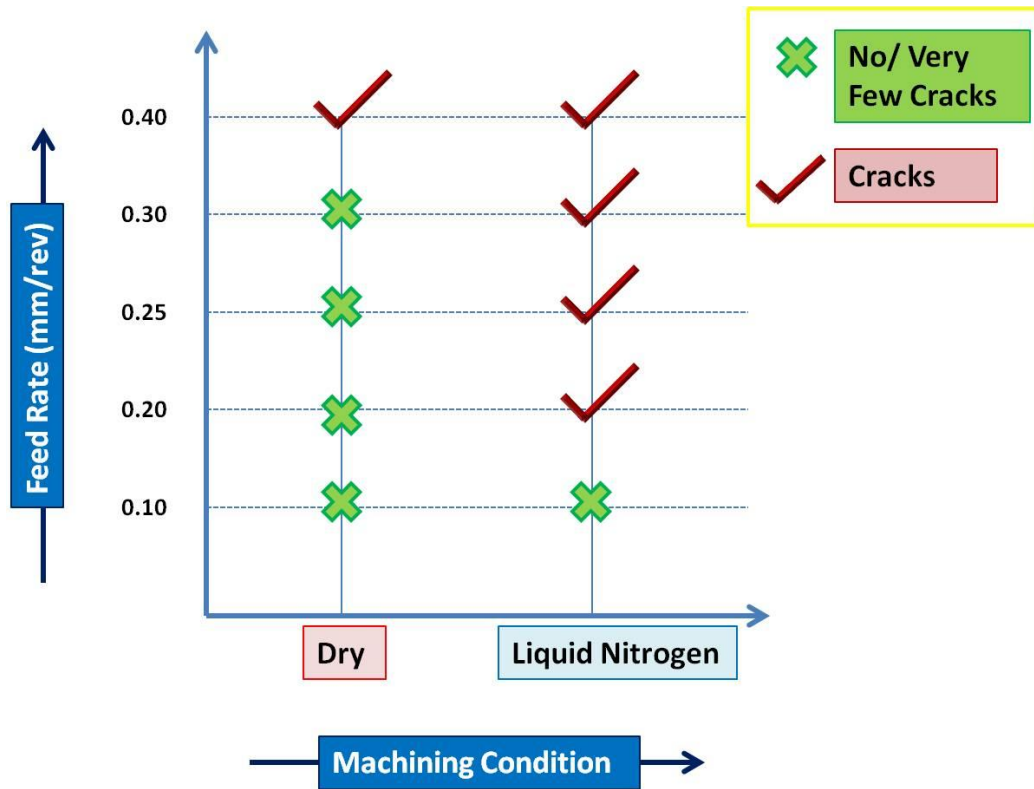 No/ Very
Few Cracks
Cracks
Feed Rate (mm/rev)
0.40
0.30
0.25
0.20
0.10
Dry
Liquid Nitrogen
Machining Condition